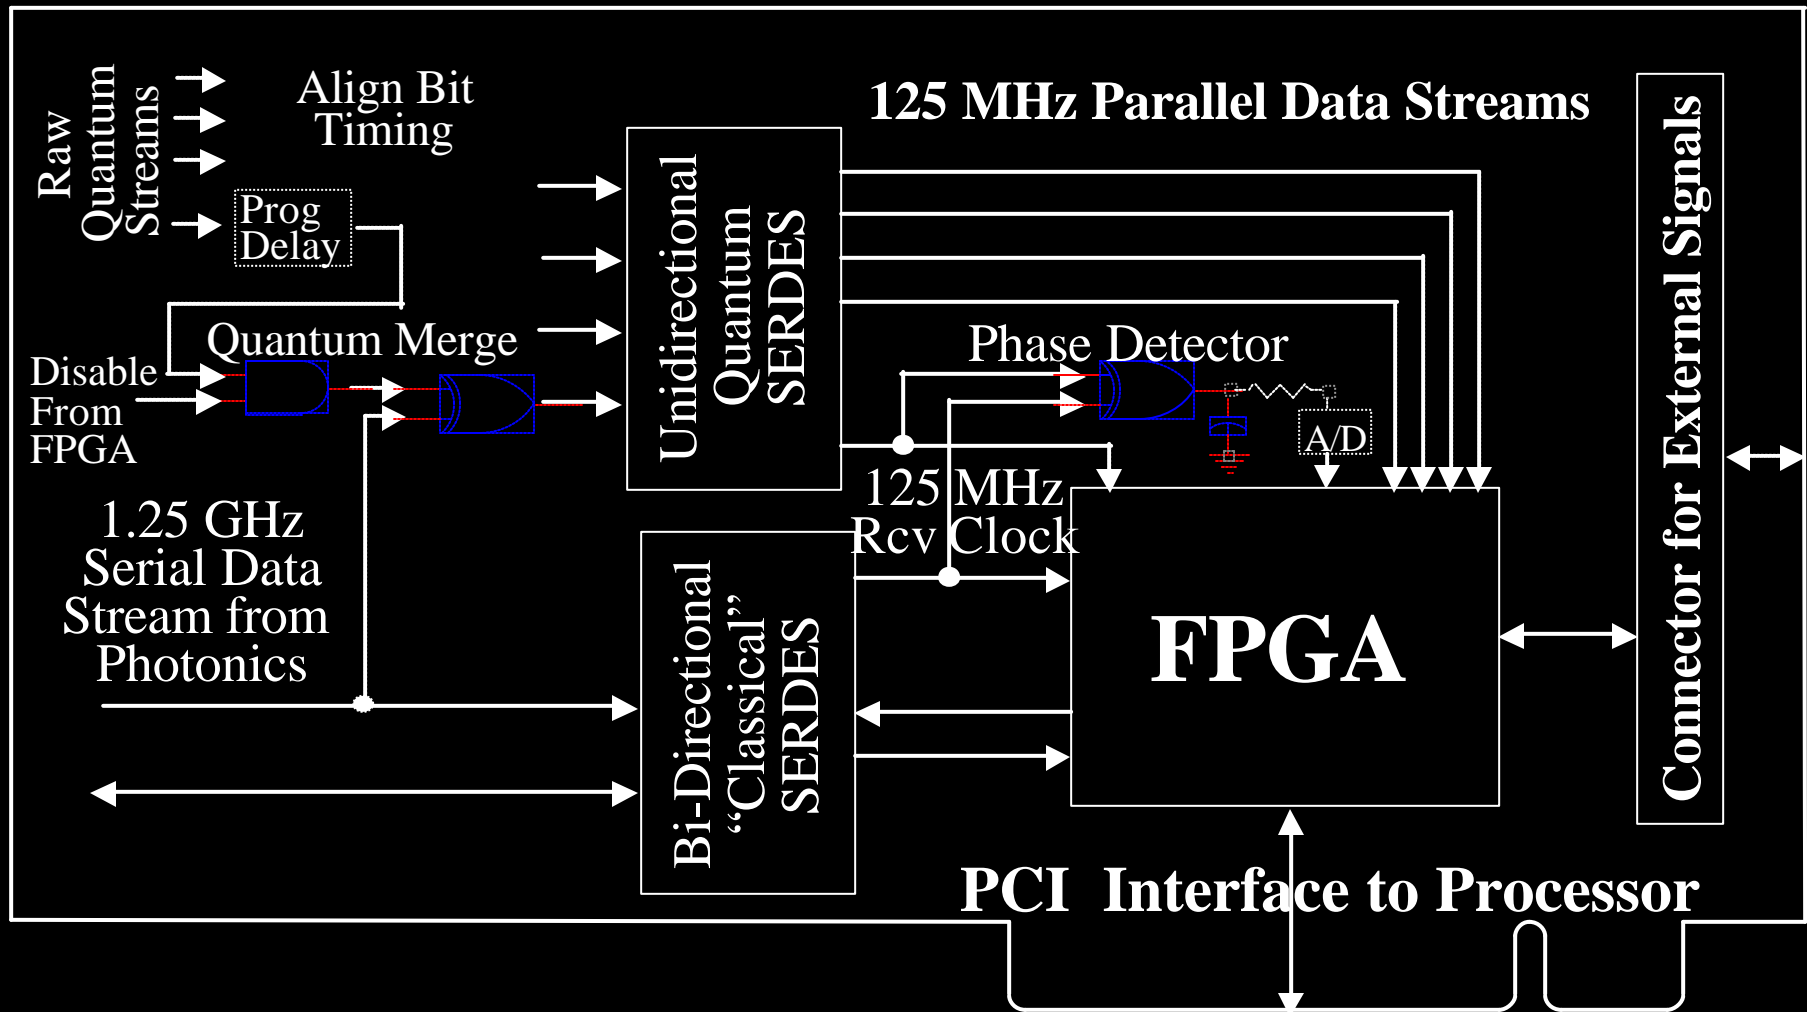 Raw
Quantum
Streams
Align Bit
Timing
Prog
Delay
Quantum Merge
Disable
From
FPGA
1.25 GHz
Serial Data
Stream from
Photonics
Unidirectional
Quantum
SERDES
Bi-Directional
“Classical”
SERDES
125 MHz Parallel Data Streams
Phase Detector
A/D
125 MHz
Rcv Clock
FPGA
Connector for External Signals
PCI Interface to Processor